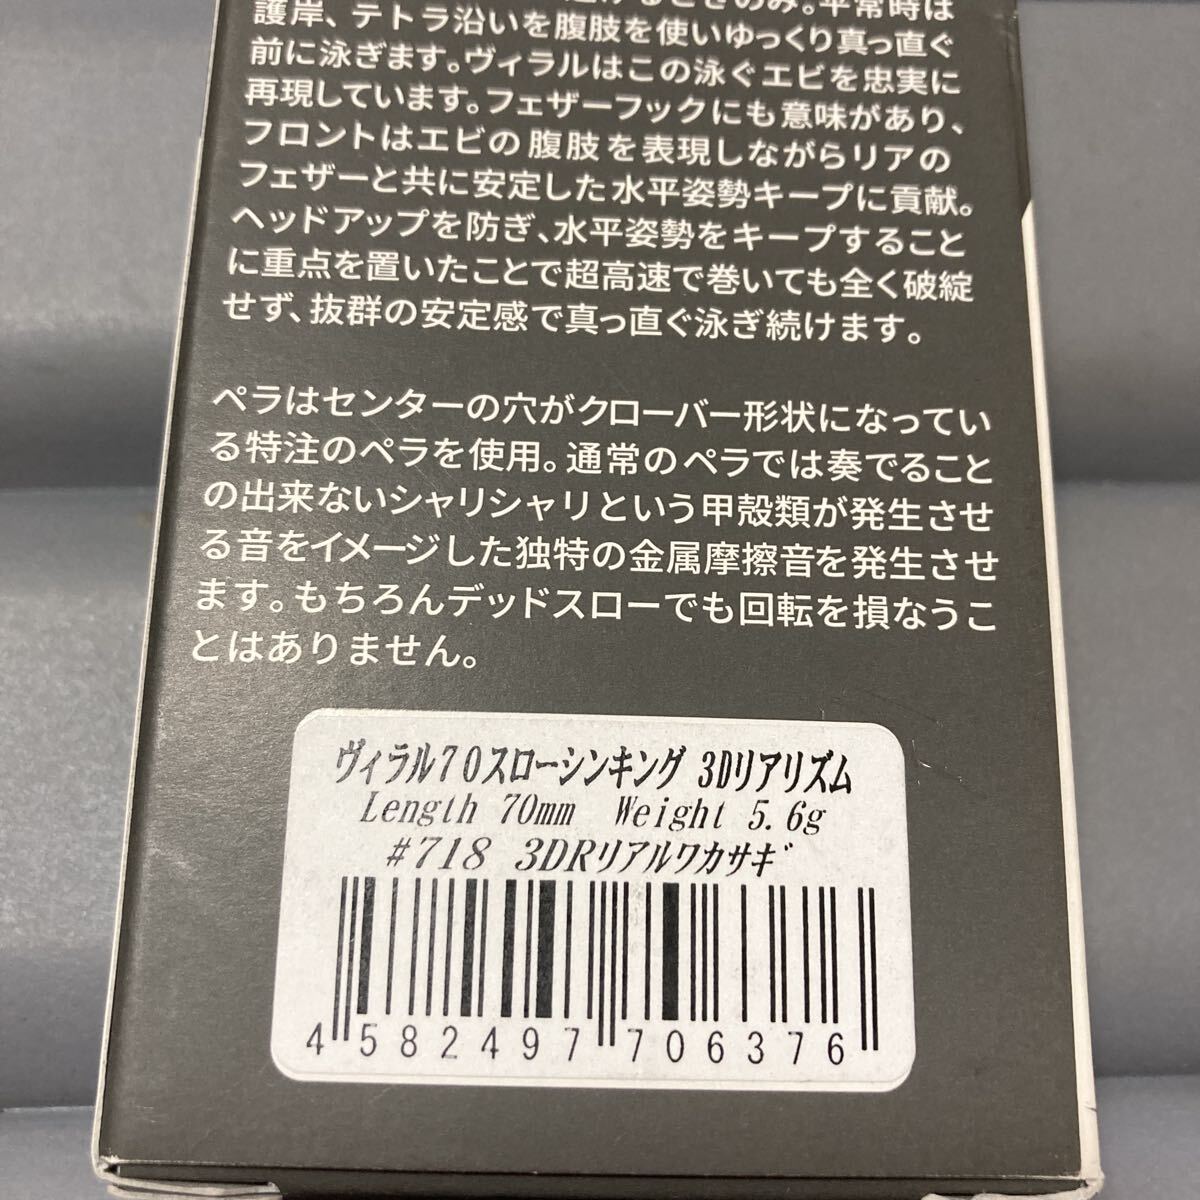 のみ。平常時は
護岸、テトラ沿いを腹肢を使いゆっくり真っ直ぐ
前に泳ぎます。ヴィラルはこの泳ぐエビを忠実に
再現しています。フェザーフックにも意味があり、
フロントはエビの腹肢を表現しながらリアの
フェザーと共に安定した水平姿勢キープに貢献。
ヘッドアップを防ぎ、水平姿勢をキープすること
に重点を置いたことで超高速で巻いても全く破綻
せず、抜群の安定感で真っ直ぐ泳ぎ続けます。
ペラはセンターの穴がクローバー形状になってい
る特注のペラを使用。通常のペラでは奏でること
の出来ないシャリシャリという甲殻類が発生させ
る音をイメージした独特の金属摩擦音を発生させ
ます。もちろんデッドスローでも回転を損なうこ
とはありません。
ヴィラル70スローシンキング 3Dリアリズム
Length 70mm Weight 5.6g
#718 3DRリアルワカサギ
4582497706376